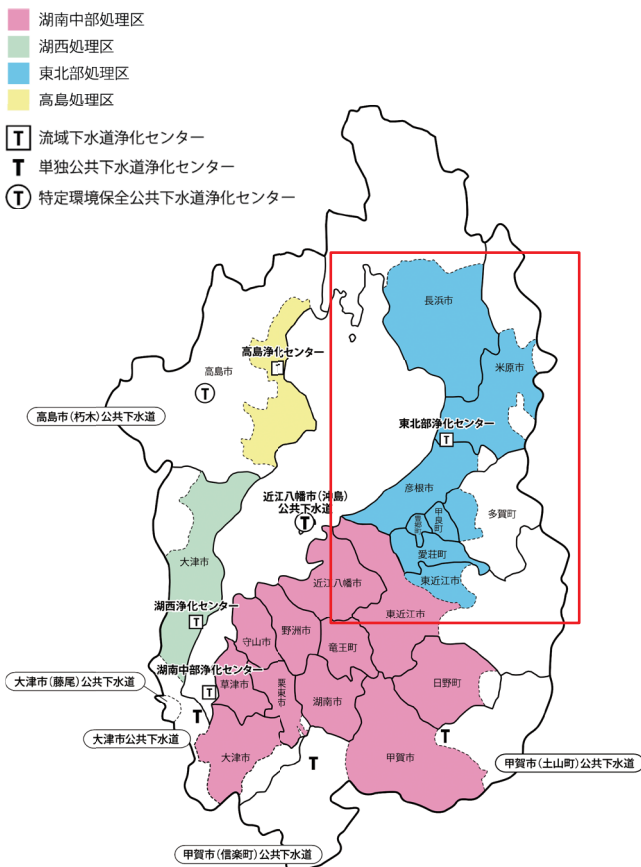 湖南中部処理区
湖西処理区
東北部処理区
高島処理区
T 流域下水道浄化センター
T 単独公共下水道浄化センター
T 特定環境保全公共下水道浄化センター
長浜市
米原市
高島浄化センター
T
高島市
T
高島市(朽木)公共下水道
東北部浄化センター
T
彦根市
近江八幡市(沖島)
公共下水道
T
豊郷町
甲良町
多賀町
愛荘町
大津市
近江八幡市
東近江市
東近江市
湖西浄化センター
T
守山市
野洲市
竜王町
湖南中部浄化センター
T
草津市
栗東市
湖南市
日野町
大津市(藤尾)公共下水道
T
大津市公共下水道
大津市
T
甲賀市
T
甲賀市(土山町)公共下水道
甲賀市(信楽町)公共下水道